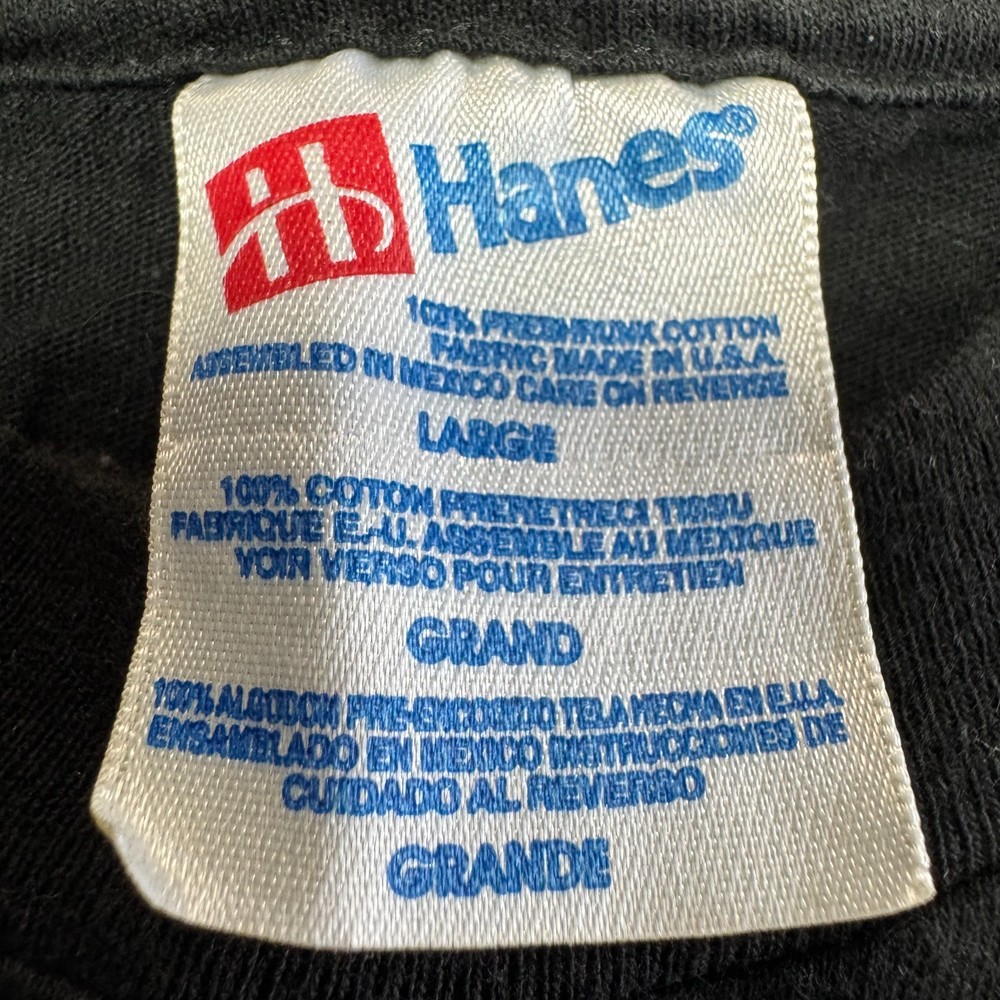 Hanes®
100% PRESHRUNK COTTON
FABRIC MADE IN U.S.A.
ASSEMBLED IN MEXICO CARE ON REVERSE
LARGE
100% COTON PRERETRECI TISSU
FABRIQUE E.-U. ASSEMBLE AU MEXIQUE
VOIR VERSO POUR ENTRETIEN
GRAND
100% ALGODON PRE-ENCOGIDO TELA HECHA EN E.U.A.
ENSAMBLADO EN MEXICO INSTRUCCIONES DE
CUIDADO AL REVERSO
GRANDE